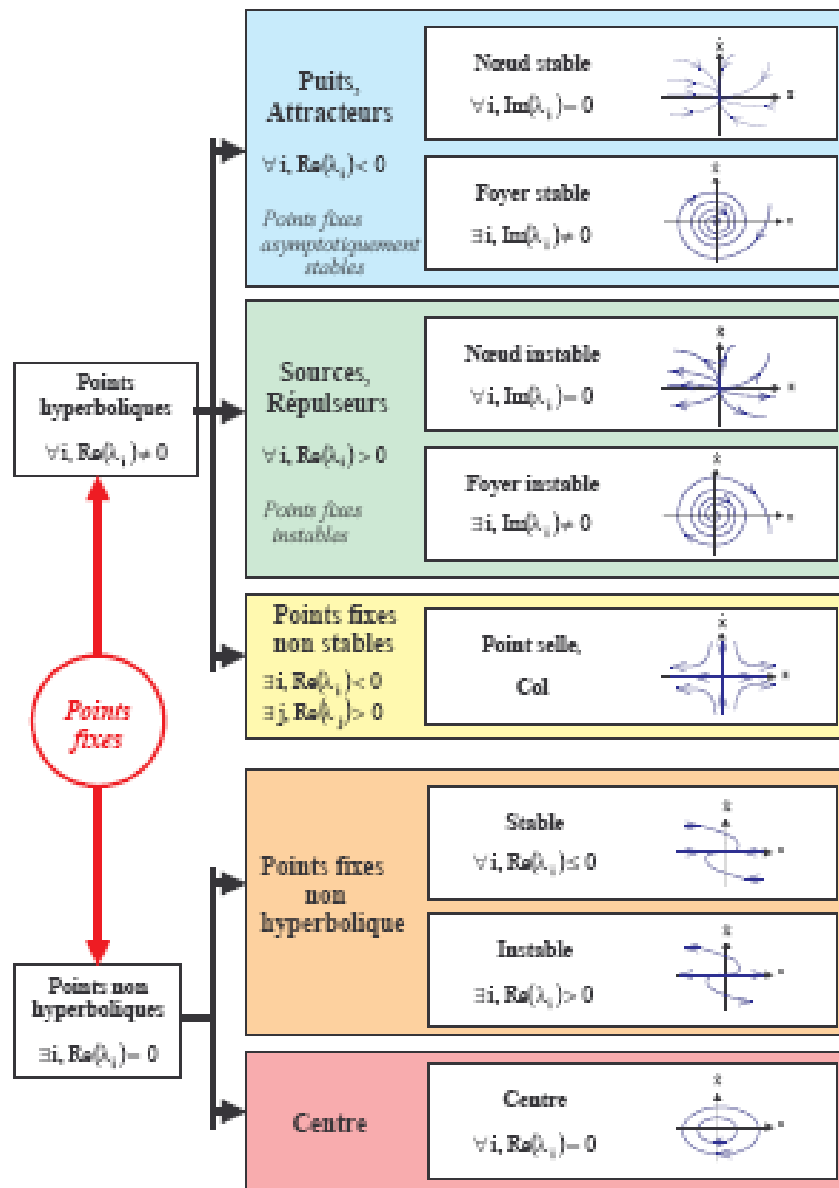 Points
fixes
Points
hyperboliques
∀i, Re(λᵢ) ≠ 0
Puits,
Attracteurs
∀i, Re(λᵢ) < 0
Points fixes
asymptotiquement
stables
Nœud stable
∀i, Im(λᵢ) = 0
Foyer stable
∃i, Im(λᵢ) ≠ 0
Sources,
Répulseurs
∀i, Re(λᵢ) > 0
Points fixes
instables
Nœud instable
∀i, Im(λᵢ) = 0
Foyer instable
∃i, Im(λᵢ) ≠ 0
Points fixes
non stables
∃i, Re(λᵢ) < 0
∃j, Re(λⱼ) > 0
Point selle,
Col
Points non
hyperboliques
∃i, Re(λᵢ) = 0
Points fixes
non
hyperbolique
Stable
∀i, Re(λᵢ) ≤ 0
Instable
∃i, Re(λᵢ) > 0
Centre
Centre
∀i, Re(λᵢ) = 0